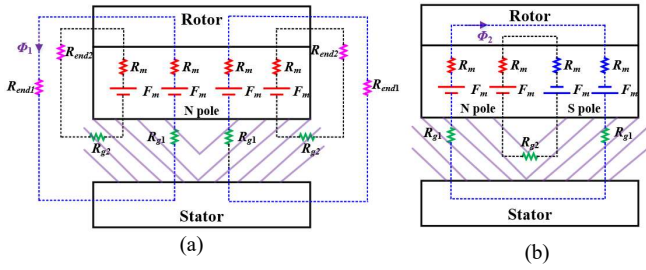 Rotor
Φ1
Rend2
Rend2
Rend1
Rm
Rm
Rm
Rm
Rend1
Fm
Fm
Fm
Fm
N pole
Rg2
Rg1
Rg1
Rg2
Stator
(a)
Rotor
Φ2
Rm
Rm
Rm
Rm
Fm
Fm
Fm
Fm
N pole
S pole
Rg1
Rg2
Rg1
Stator
(b)